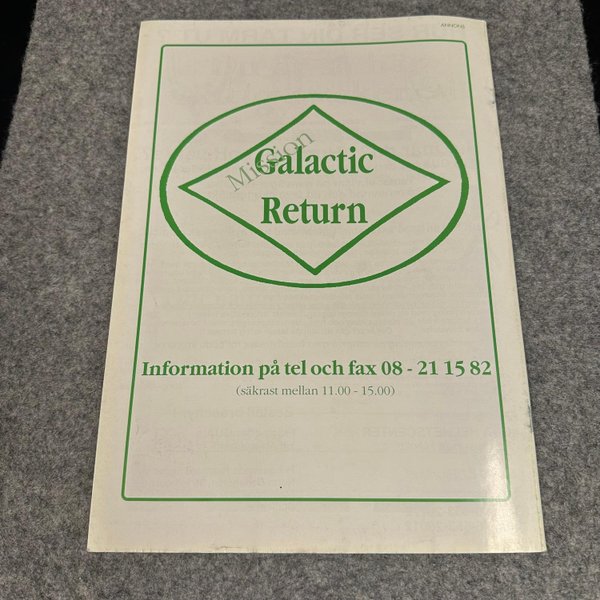 ANNONS
Mission
Galactic
Return
Information på tel och fax 08 - 21 15 82
(säkrast mellan 11.00 - 15.00)